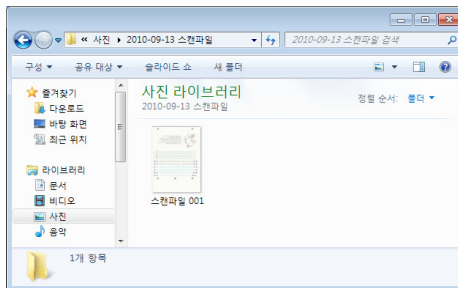 « 사진 ▶ 2010-09-13 스캔파일
2010-09-13 스캔파일 검색
구성 ▼ 공유 대상 ▼ 슬라이드 쇼 새 폴더
즐겨찾기
다운로드
바탕 화면
최근 위치
라이브러리
문서
비디오
사진
음악
사진 라이브러리
2010-09-13 스캔파일
정렬 순서: 폴더 ▼
스캔파일 001
1개 항목